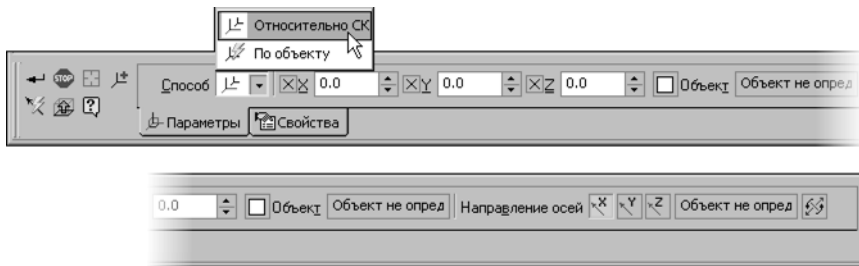 Относительно СК
По объекту
STOP
Способ X 0.0 Y 0.0 Z 0.0 Объект Объект не опред
Параметры Свойства
0.0 Объект Объект не опред Направление осей X Y Z Объект не опред